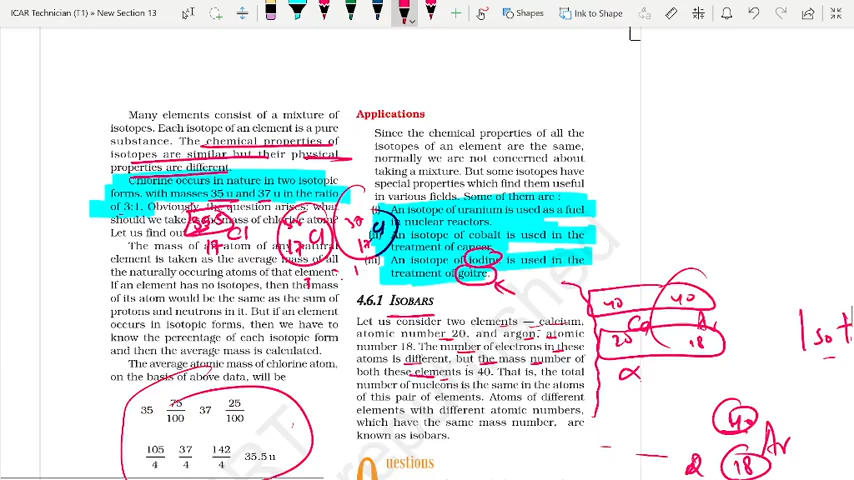 ICAR Technician (T1) » New Section 13
Shapes
Ink to Shape
Many elements consist of a mixture of
isotopes. Each isotope of an element is a pure
substance. The chemical properties of
isotopes are similar but their physical
properties are different.
Chlorine occurs in nature in two isotopic
forms, with masses 35 u and 37 u in the ratio
of 3:1. Obviously, the question arises: what
should we take as mass of chlorine atom?
Let us find out.
35.5
17 Cl
35
17 Cl
3
37
17 Cl
1
The mass of an atom of any natural
element is taken as the average mass of all
the naturally occuring atoms of that element.
If an element has no isotopes, then the mass
of its atom would be the same as the sum of
protons and neutrons in it. But if an element
occurs in isotopic forms, then we have to
know the percentage of each isotopic form
and then the average mass is calculated.
The average atomic mass of chlorine atom,
on the basis of above data, will be
35 75/100 37 25/100
105/4 37/4 142/4 35.5 u
Applications
Since the chemical properties of all the
isotopes of an element are the same,
normally we are not concerned about
taking a mixture. But some isotopes have
special properties which find them useful
in various fields. Some of them are :
(i) An isotope of uranium is used as a fuel
in nuclear reactors.
(ii) An isotope of cobalt is used in the
treatment of cancer.
(iii) An isotope of iodine is used in the
treatment of goitre.
4.6.1 ISOBARS
Let us consider two elements — calcium,
atomic number 20, and argon, atomic
number 18. The number of electrons in these
atoms is different, but the mass number of
both these elements is 40. That is, the total
number of nucleons is the same in the atoms
of this pair of elements. Atoms of different
elements with different atomic numbers,
which have the same mass number, are
known as isobars.
Questions
40 40
Ca Ar
20 18
α
40
Ar
18